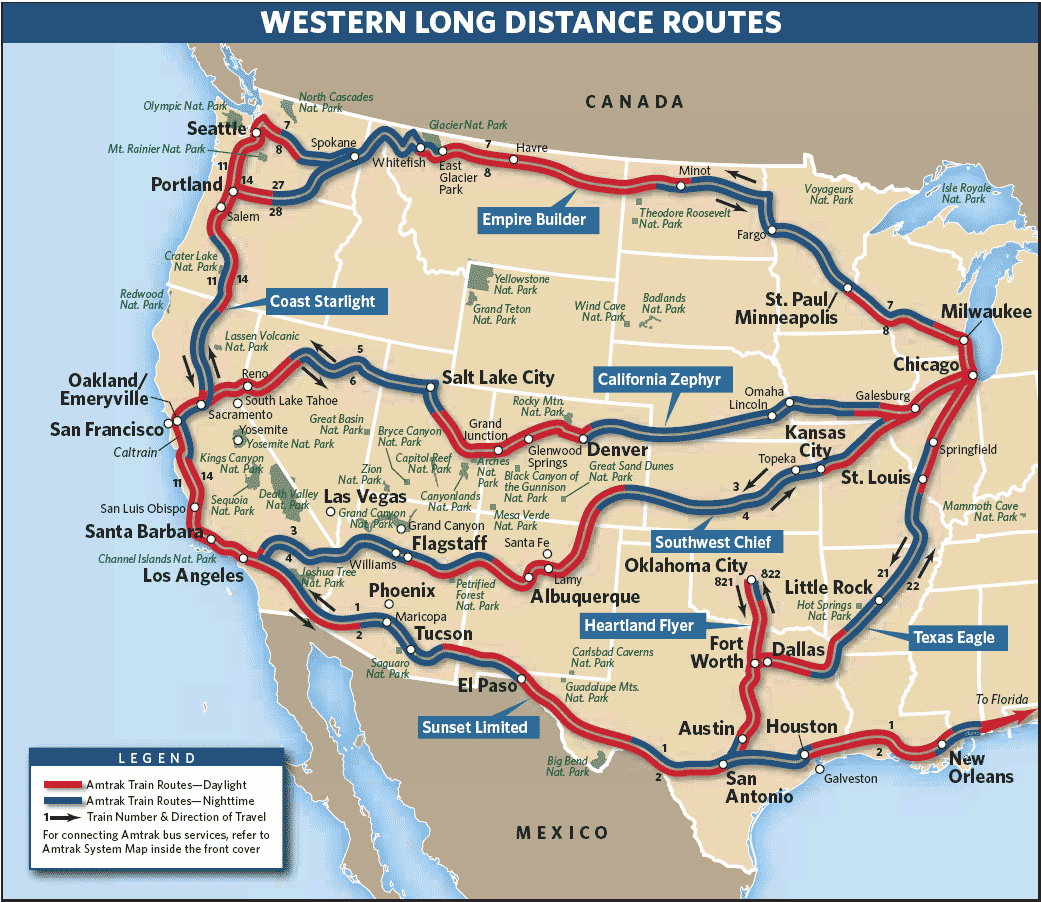 WESTERN LONG DISTANCE ROUTES
CANADA
Olympic Nat. Park
North Cascades
Nat. Park
Seattle
7
8
Mt. Rainier Nat. Park
Spokane
Whitefish
Glacier Nat. Park
East
Glacier
Park
7
8
Havre
Minot
Voyageurs
Nat. Park
Isle Royale
Nat. Park
11
14
Portland
27
28
Salem
Empire Builder
Theodore Roosevelt
Nat. Park
Fargo
Crater Lake
Nat. Park
11
14
Redwood
Nat. Park
Coast Starlight
Yellowstone
Nat. Park
Grand Teton
Nat. Park
Wind Cave
Nat. Park
Badlands
Nat. Park
St. Paul/
Minneapolis
7
8
Milwaukee
Chicago
Lassen Volcanic
Nat. Park
5
6
Reno
Oakland/
Emeryville
Sacramento
South Lake Tahoe
Salt Lake City
California Zephyr
Omaha
Lincoln
Galesburg
San Francisco
Caltrain
Yosemite
Yosemite Nat. Park
Great Basin
Nat. Park
Bryce Canyon
Nat. Park
Rocky Mtn.
Nat. Park
Grand
Junction
Glenwood
Springs
Denver
Kansas
City
Topeka
Springfield
St. Louis
Kings Canyon
Nat. Park
Sequoia
Nat. Park
Death Valley
Nat. Park
Zion
Nat. Park
Capitol Reef
Nat. Park
Arches
Nat.
Park
Canyonlands
Nat. Park
Black Canyon of
the Gunnison
Nat. Park
Great Sand Dunes
Nat. Park
3
4
Mammoth Cave
Nat. Park
11
14
San Luis Obispo
Las Vegas
Grand Canyon
Nat. Park
Grand Canyon
Mesa Verde
Nat. Park
Southwest Chief
Santa Barbara
Channel Islands Nat. Park
Los Angeles
3
4
Williams
Flagstaff
Santa Fe
Lamy
Albuquerque
Petrified
Forest
Nat. Park
Joshua Tree
Nat. Park
Phoenix
Maricopa
1
2
Tucson
Saguaro
Nat. Park
Oklahoma City
821
822
Little Rock
Hot Springs
Nat. Park
21
22
Heartland Flyer
Texas Eagle
Fort
Worth
Dallas
Carlsbad Caverns
Nat. Park
Guadalupe Mts.
Nat. Park
El Paso
Sunset Limited
Big Bend
Nat. Park
1
2
Austin
Houston
San
Antonio
Galveston
1
2
To Florida
New
Orleans
MEXICO
LEGEND
Amtrak Train Routes—Daylight
Amtrak Train Routes—Nighttime
1 Train Number & Direction of Travel
For connecting Amtrak bus services, refer to
Amtrak System Map inside the front cover